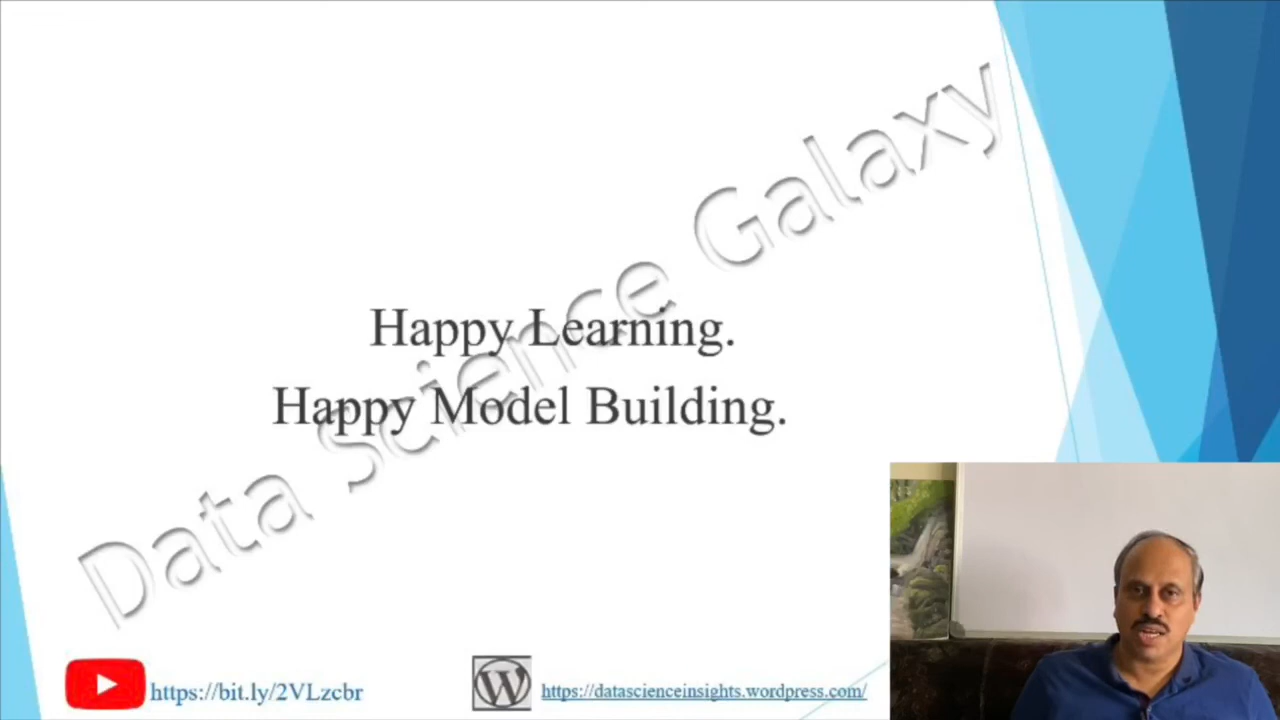 Data Science Galaxy
Happy Learning.
Happy Model Building.
https://bit.ly/2VLzcbr
https://datascienceinsights.wordpress.com/